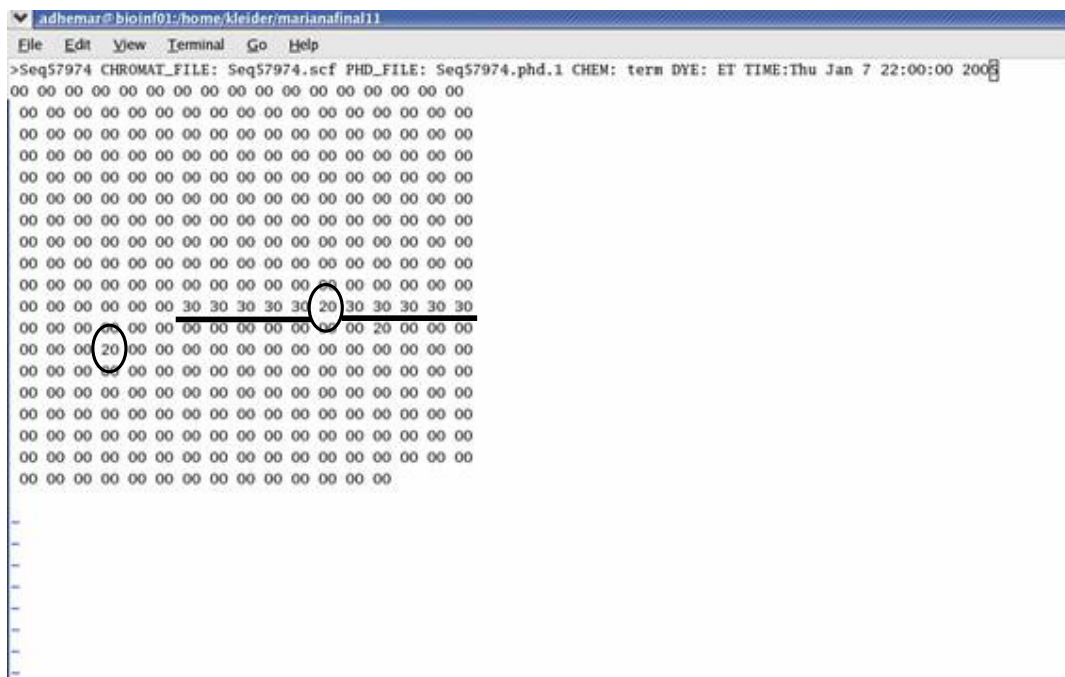 adhemar@bioinf01:/home/kleider/marianafinal11
File Edit View Terminal Go Help
>Seq57974 CHROMAT_FILE: Seq57974.scf PHD_FILE: Seq57974.phd.1 CHEM: term DYE: ET TIME:Thu Jan 7 22:00:00
00 00 00 00 00 00 00 00 00 00 00 00 00 00 00 00 00
00 00 00 00 00 00 00 00 00 00 00 00 00 00 00 00 00
00 00 00 00 00 00 00 00 00 00 00 00 00 00 00 00 00
00 00 00 00 00 00 00 00 00 00 00 00 00 00 00 00 00
00 00 00 00 00 00 00 00 00 00 00 00 00 00 00 00 00
00 00 00 00 00 00 00 00 00 00 00 00 00 00 00 00 00
00 00 00 00 00 00 00 00 00 00 00 00 00 00 00 00 00
00 00 00 00 00 00 00 00 00 00 00 00 00 00 00 00 00
00 00 00 00 00 00 00 00 00 00 00 00 00 00 00 00 00
00 00 00 00 00 00 00 00 00 00 00 00 00 00 00 00 00
00 00 00 00 00 00 30 30 30 30 30 20 30 30 30 30 30
00 00 00 00 00 00 00 00 00 00 00 00 00 20 00 00 00
00 00 00 20 00 00 00 00 00 00 00 00 00 00 00 00 00
00 00 00 00 00 00 00 00 00 00 00 00 00 00 00 00 00
00 00 00 00 00 00 00 00 00 00 00 00 00 00 00 00 00
00 00 00 00 00 00 00 00 00 00 00 00 00 00 00 00 00
00 00 00 00 00 00 00 00 00 00 00 00 00 00 00 00 00
00 00 00 00 00 00 00 00 00 00 00 00 00 00 00 00 00
00 00 00 00 00 00 00 00 00 00 00 00 00 00